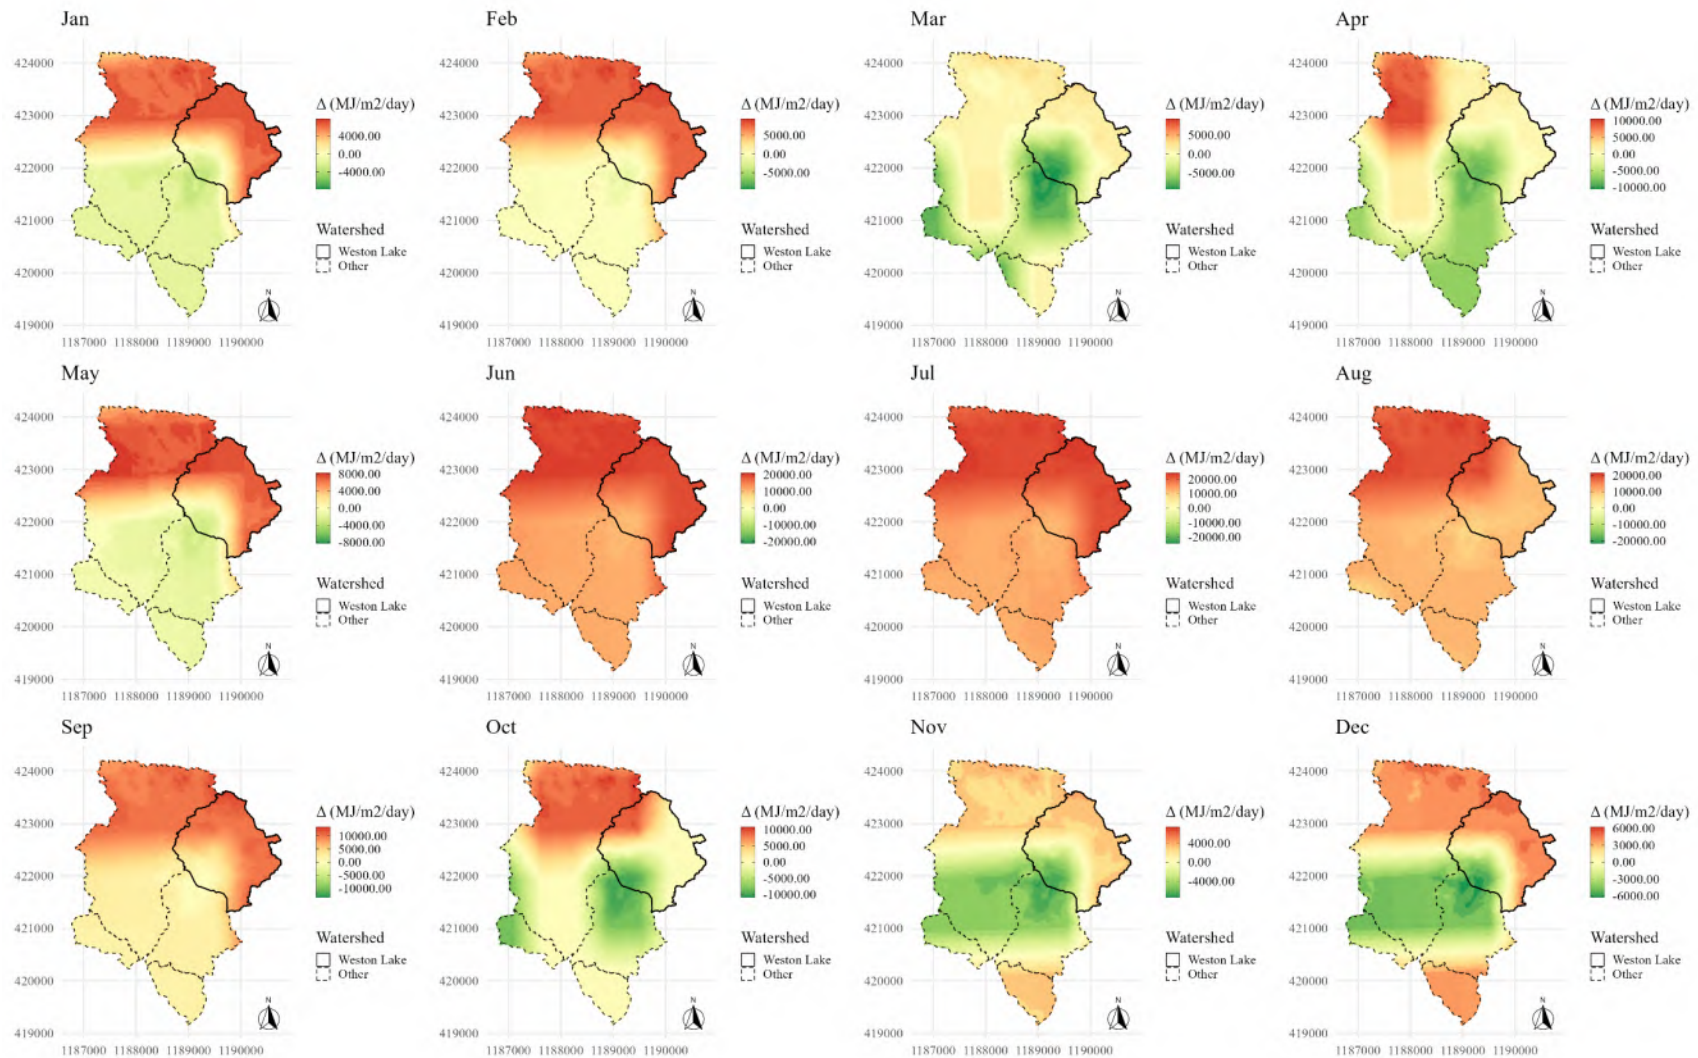 Jan
424000
423000
422000
421000
420000
419000
1187000 1188000 1189000 1190000
Δ (MJ/m2/day)
4000.00
0.00
-4000.00
Watershed
Weston Lake
Other
N
Feb
424000
423000
422000
421000
420000
419000
1187000 1188000 1189000 1190000
Δ (MJ/m2/day)
5000.00
0.00
-5000.00
Watershed
Weston Lake
Other
N
Mar
424000
423000
422000
421000
420000
419000
1187000 1188000 1189000 1190000
Δ (MJ/m2/day)
5000.00
0.00
-5000.00
Watershed
Weston Lake
Other
N
Apr
424000
423000
422000
421000
420000
419000
1187000 1188000 1189000 1190000
Δ (MJ/m2/day)
10000.00
5000.00
0.00
-5000.00
-10000.00
Watershed
Weston Lake
Other
N
May
424000
423000
422000
421000
420000
419000
1187000 1188000 1189000 1190000
Δ (MJ/m2/day)
8000.00
4000.00
0.00
-4000.00
-8000.00
Watershed
Weston Lake
Other
N
Jun
424000
423000
422000
421000
420000
419000
1187000 1188000 1189000 1190000
Δ (MJ/m2/day)
20000.00
10000.00
0.00
-10000.00
-20000.00
Watershed
Weston Lake
Other
N
Jul
424000
423000
422000
421000
420000
419000
1187000 1188000 1189000 1190000
Δ (MJ/m2/day)
20000.00
10000.00
0.00
-10000.00
-20000.00
Watershed
Weston Lake
Other
N
Aug
424000
423000
422000
421000
420000
419000
1187000 1188000 1189000 1190000
Δ (MJ/m2/day)
20000.00
10000.00
0.00
-10000.00
-20000.00
Watershed
Weston Lake
Other
N
Sep
424000
423000
422000
421000
420000
419000
1187000 1188000 1189000 1190000
Δ (MJ/m2/day)
10000.00
5000.00
0.00
-5000.00
-10000.00
Watershed
Weston Lake
Other
N
Oct
424000
423000
422000
421000
420000
419000
1187000 1188000 1189000 1190000
Δ (MJ/m2/day)
10000.00
5000.00
0.00
-5000.00
-10000.00
Watershed
Weston Lake
Other
N
Nov
424000
423000
422000
421000
420000
419000
1187000 1188000 1189000 1190000
Δ (MJ/m2/day)
4000.00
0.00
-4000.00
Watershed
Weston Lake
Other
N
Dec
424000
423000
422000
421000
420000
419000
1187000 1188000 1189000 1190000
Δ (MJ/m2/day)
6000.00
3000.00
0.00
-3000.00
-6000.00
Watershed
Weston Lake
Other
N